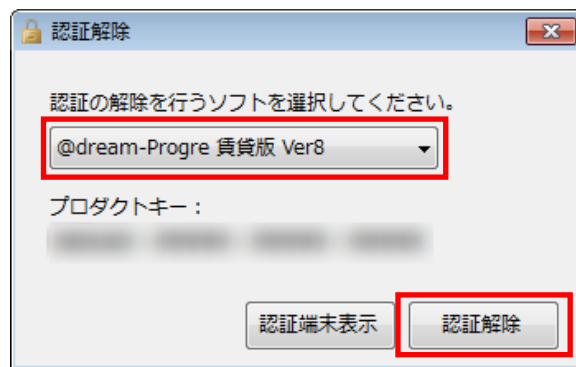 認証解除
認証の解除を行うソフトを選択してください。
@dream-Progre 賃貸版 Ver8
プロダクトキー：
認証端末表示
認証解除